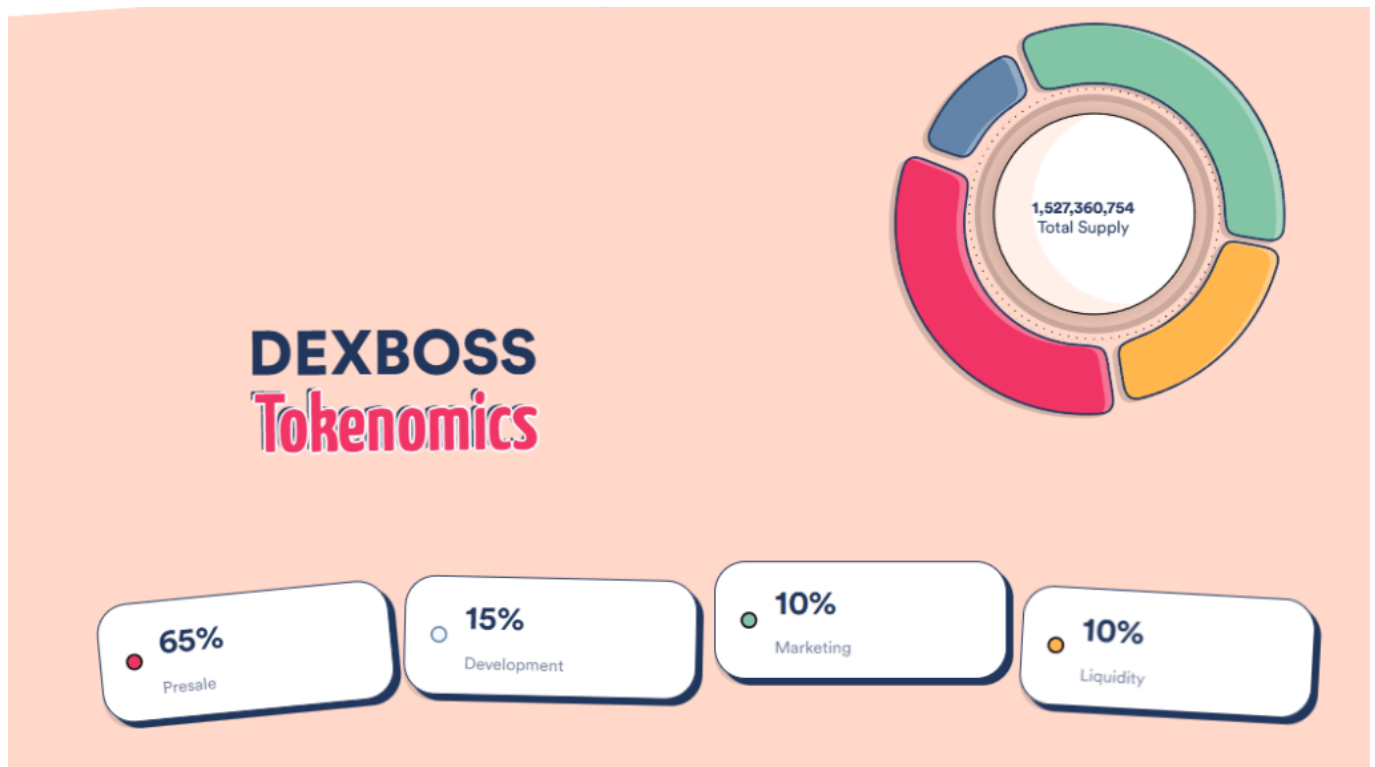 1,527,360,754
Total Supply
DEXBOSS
Tokenomics
65%
Presale
15%
Development
10%
Marketing
10%
Liquidity